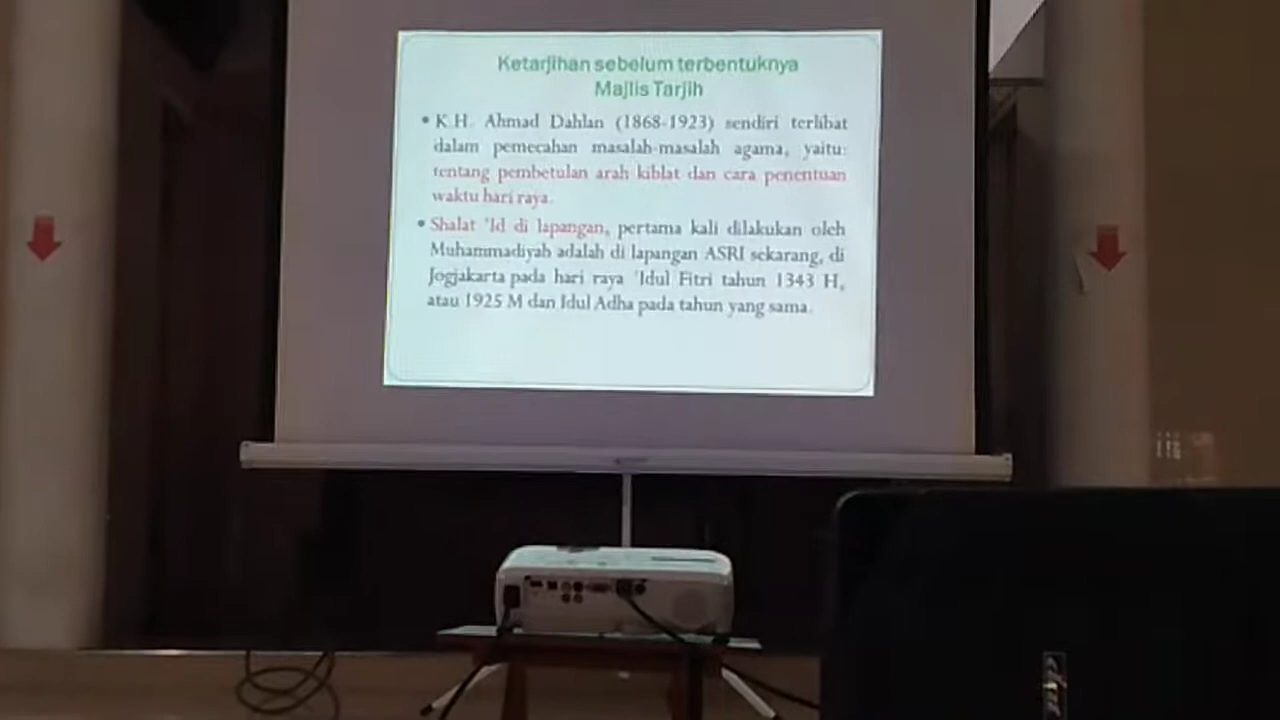 Ketarjihan sebelum terbentuknya
Majlis Tarjih
• K.H. Ahmad Dahlan (1868-1923) sendiri terlibat
dalam pemecahan masalah-masalah agama, yaitu:
tentang pembetulan arah kiblat dan cara penentuan
waktu hari raya.
• Shalat 'Id di lapangan, pertama kali dilakukan oleh
Muhammadiyah adalah di lapangan ASRI sekarang, di
Jogjakarta pada hari raya 'Idul Fitri tahun 1343 H,
atau 1925 M dan Idul Adha pada tahun yang sama.